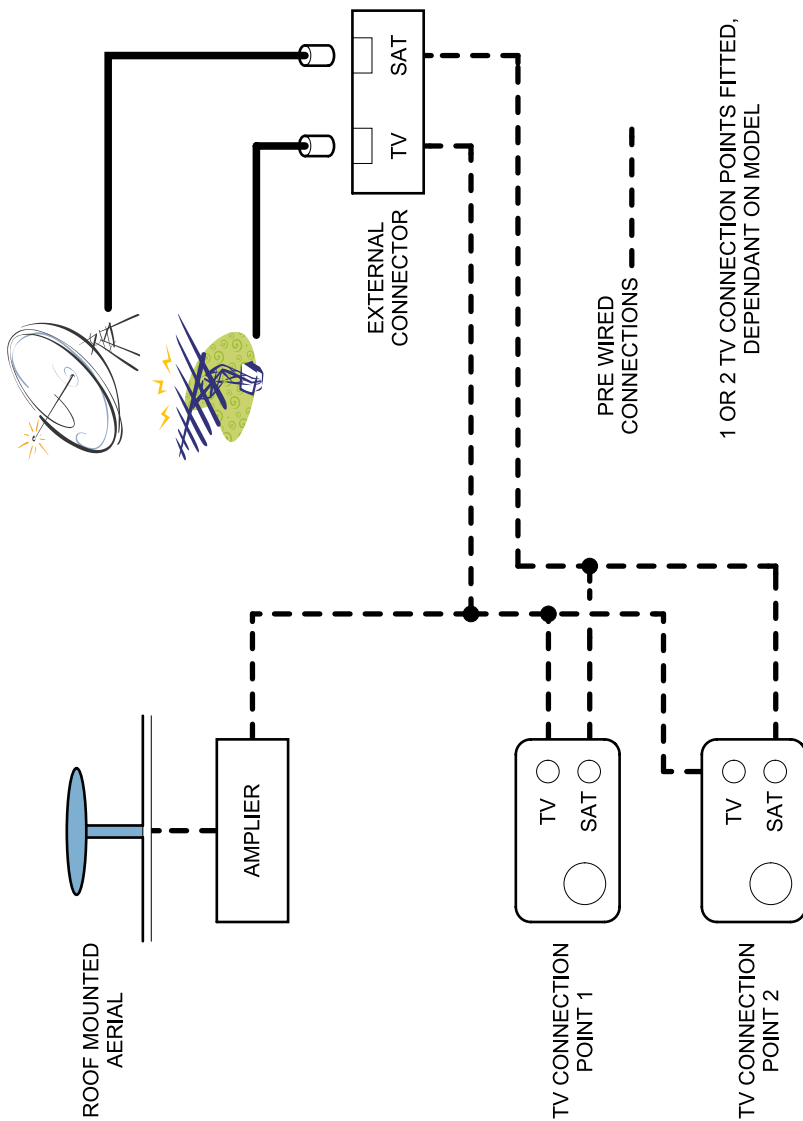 ROOF MOUNTED
AERIAL
AMPLIER
EXTERNAL
CONNECTOR
TV
SAT
TV CONNECTION
POINT 1
TV
SAT
TV CONNECTION
POINT 2
TV
SAT
PRE WIRED
CONNECTIONS
1 OR 2 TV CONNECTION POINTS FITTED,
DEPENDANT ON MODEL